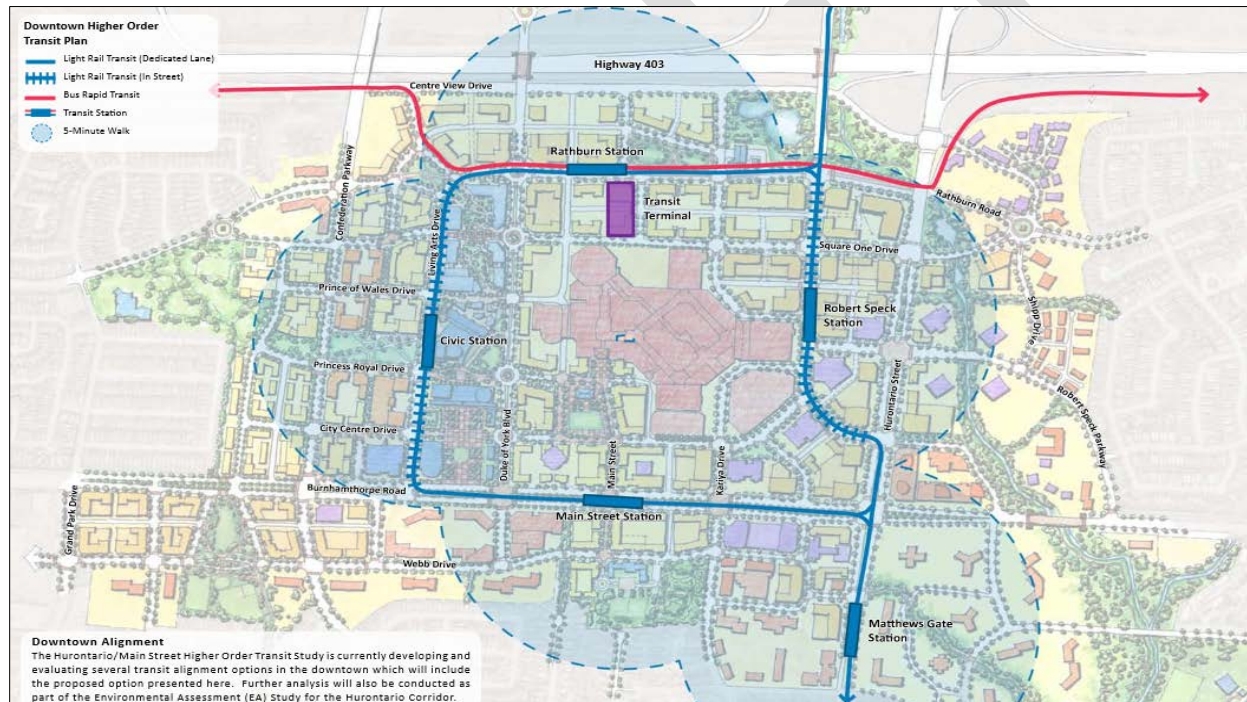 Downtown Higher Order
Transit Plan
Light Rail Transit (Dedicated Lane)
Light Rail Transit (In Street)
Bus Rapid Transit
Transit Station
5-Minute Walk
Highway 403
Centre View Drive
Confederation Parkway
Rathburn Station
Transit
Terminal
Rathburn Road
Living Arts Drive
Square One Drive
Prince of Wales Drive
Robert Speck
Station
Shipp Drive
Civic Station
Princess Royal Drive
Hurontario Street
Robert Speck Parkway
City Centre Drive
Duke of York Blvd
Main Street
Kariya Drive
Burnhamthorpe Road
Main Street Station
Grand Park Drive
Webb Drive
Matthews Gate
Station
Downtown Alignment
The Hurontario/Main Street Higher Order Transit Study is currently developing and
evaluating several transit alignment options in the downtown which will include
the proposed option presented here. Further analysis will also be conducted as
part of the Environmental Assessment (EA) Study for the Hurontario Corridor.